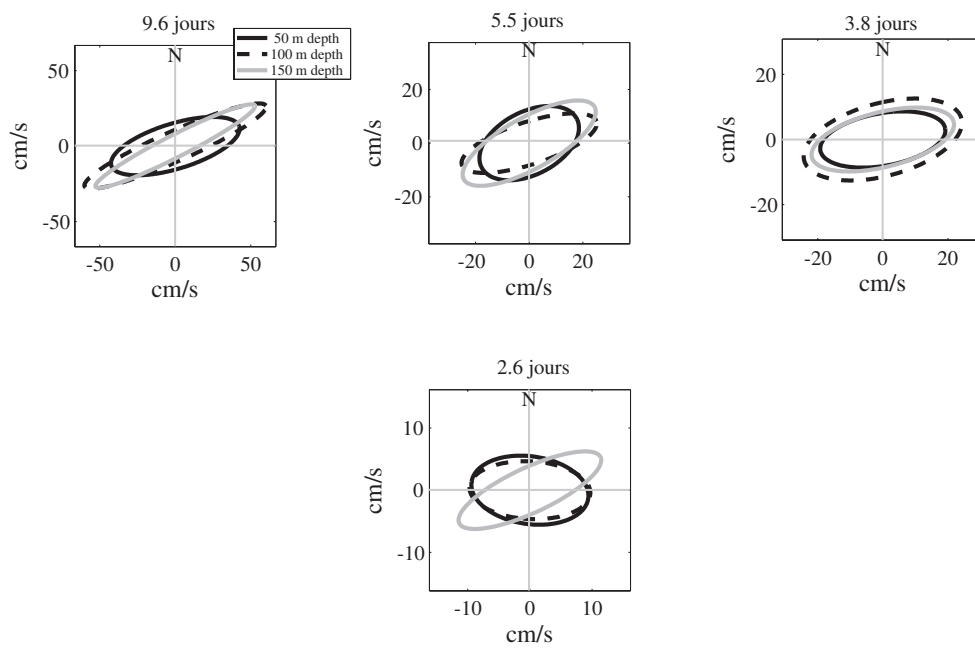 9.6 jours
N
50 m depth
100 m depth
150 m depth
50
0
-50
cm/s
-50 0 50
cm/s
5.5 jours
N
20
0
-20
cm/s
-20 0 20
cm/s
3.8 jours
N
20
0
-20
cm/s
-20 0 20
cm/s
2.6 jours
N
10
0
-10
cm/s
-10 0 10
cm/s